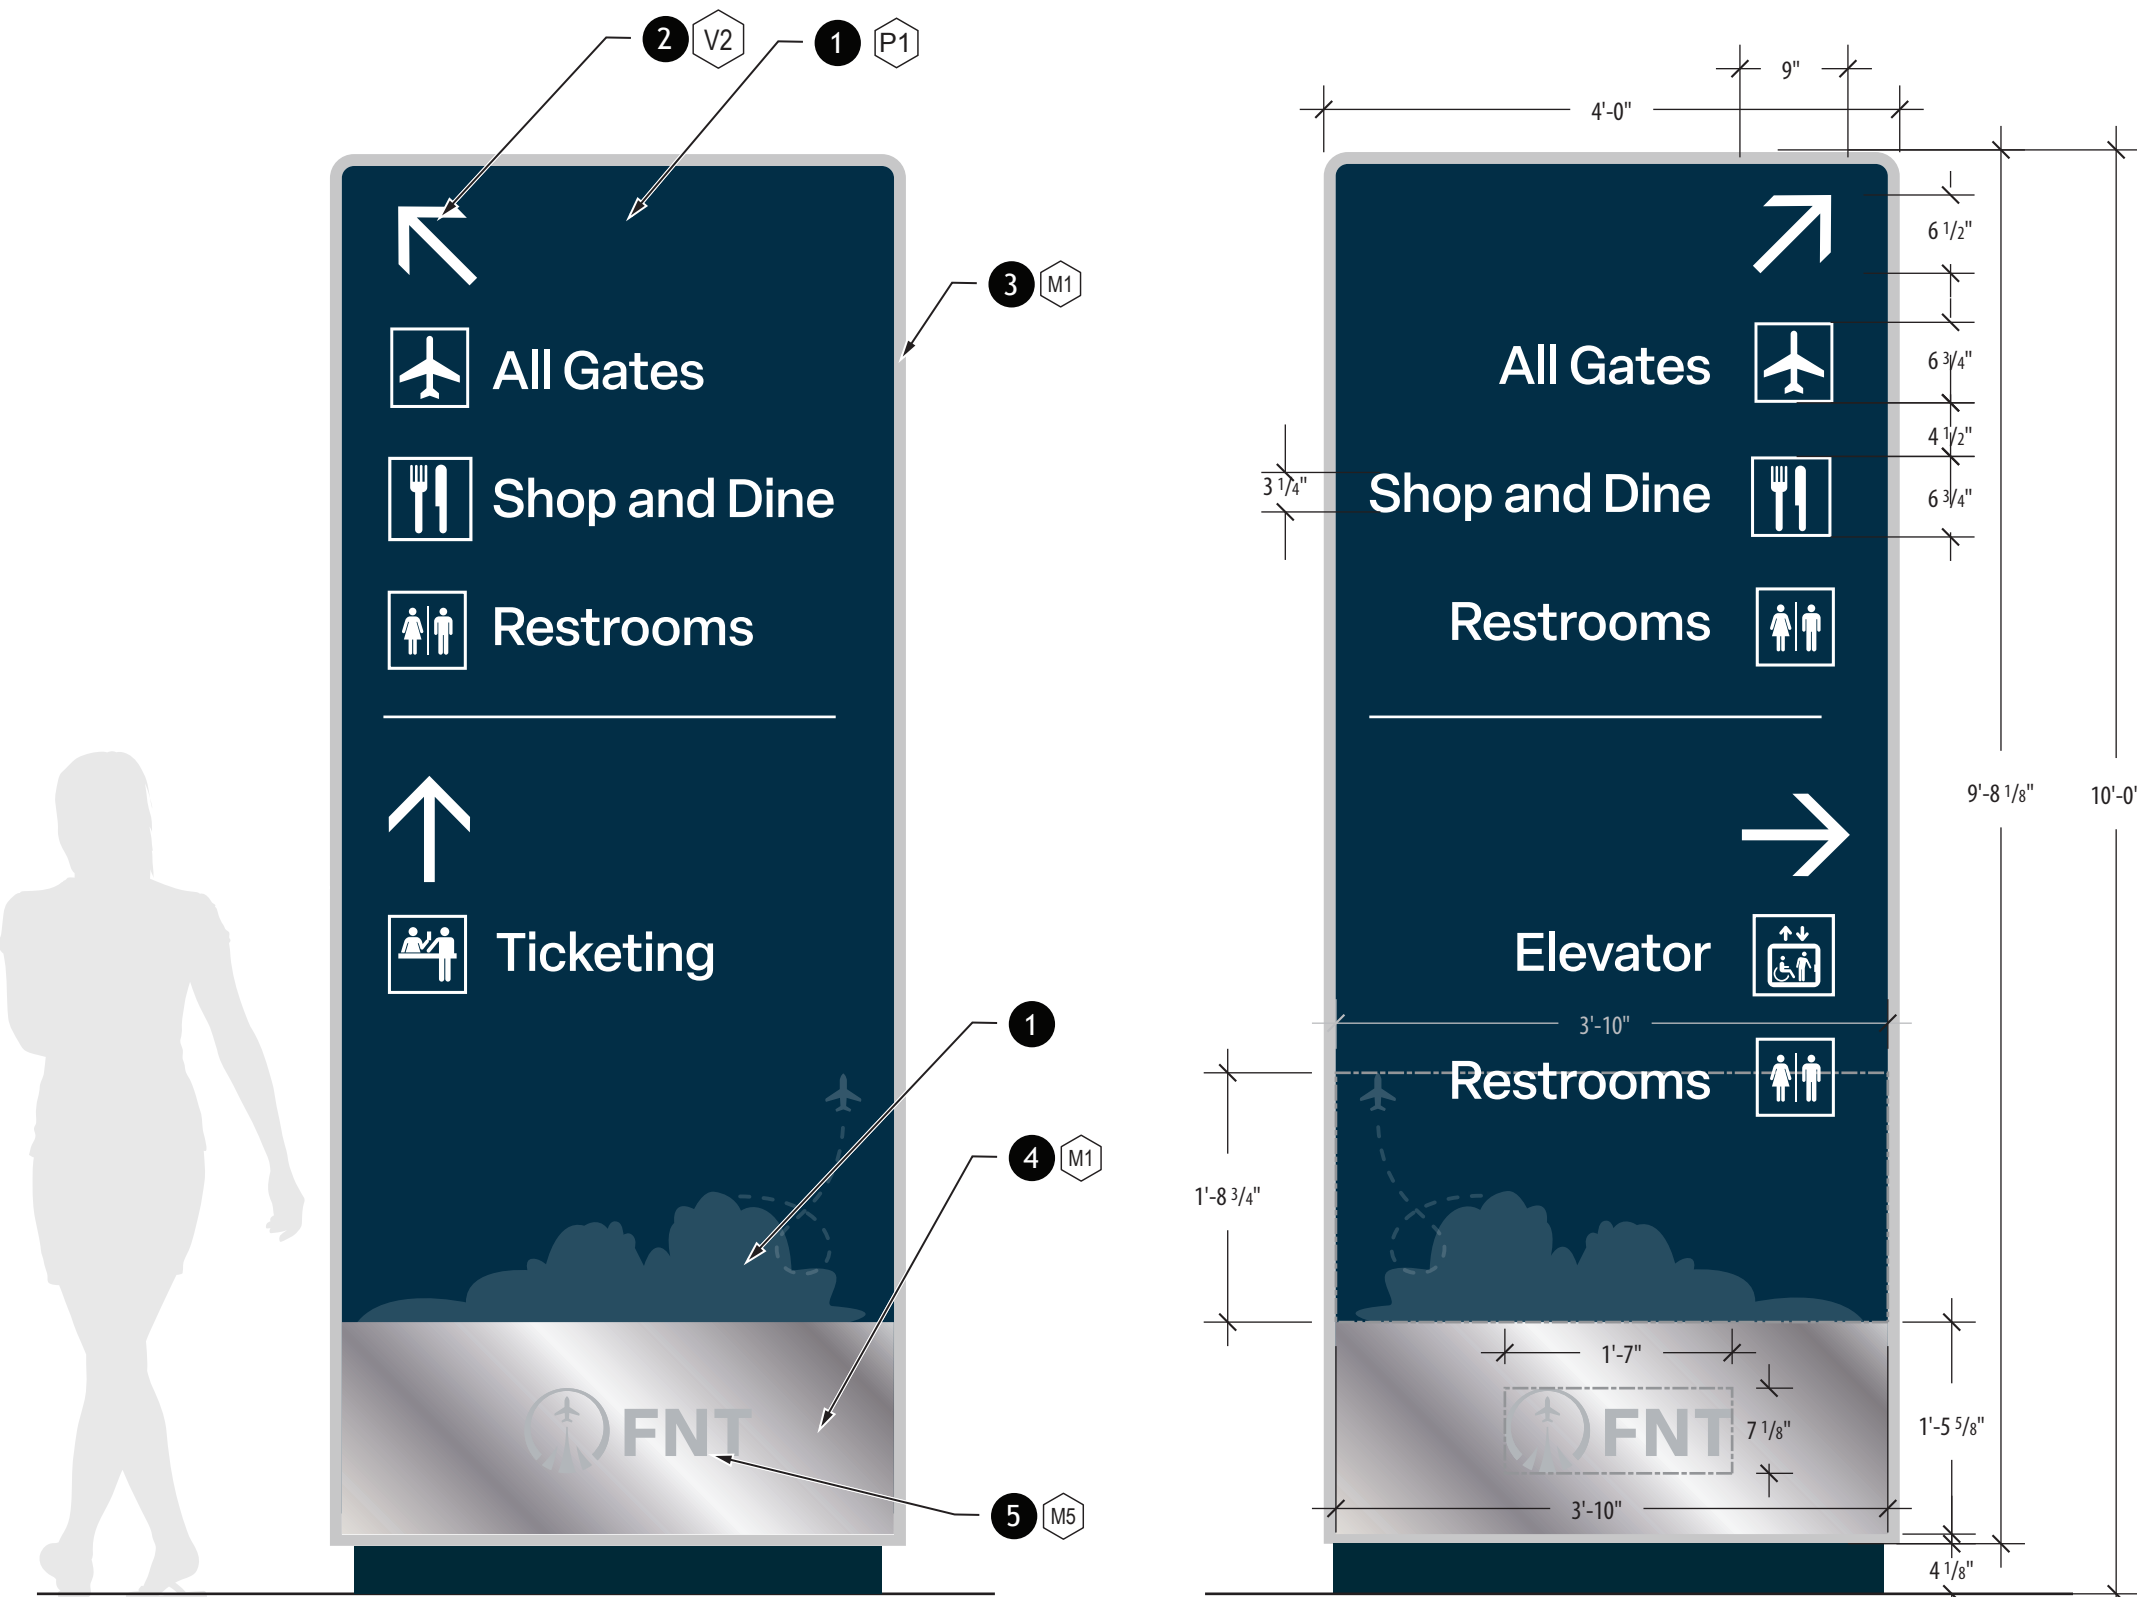 2 V2
1 P1
3 M1
All Gates
Shop and Dine
Restrooms
Ticketing
1
4 M1
FNT
5 M5
9"
4'-0"
6 1/2"
All Gates
6 3/4"
4 1/2"
3 1/4"
Shop and Dine
6 3/4"
Restrooms
9'-8 1/8"
10'-0"
Elevator
3'-10"
Restrooms
1'-8 3/4"
1'-7"
FNT
7 1/8"
1'-5 5/8"
3'-10"
4 1/8"